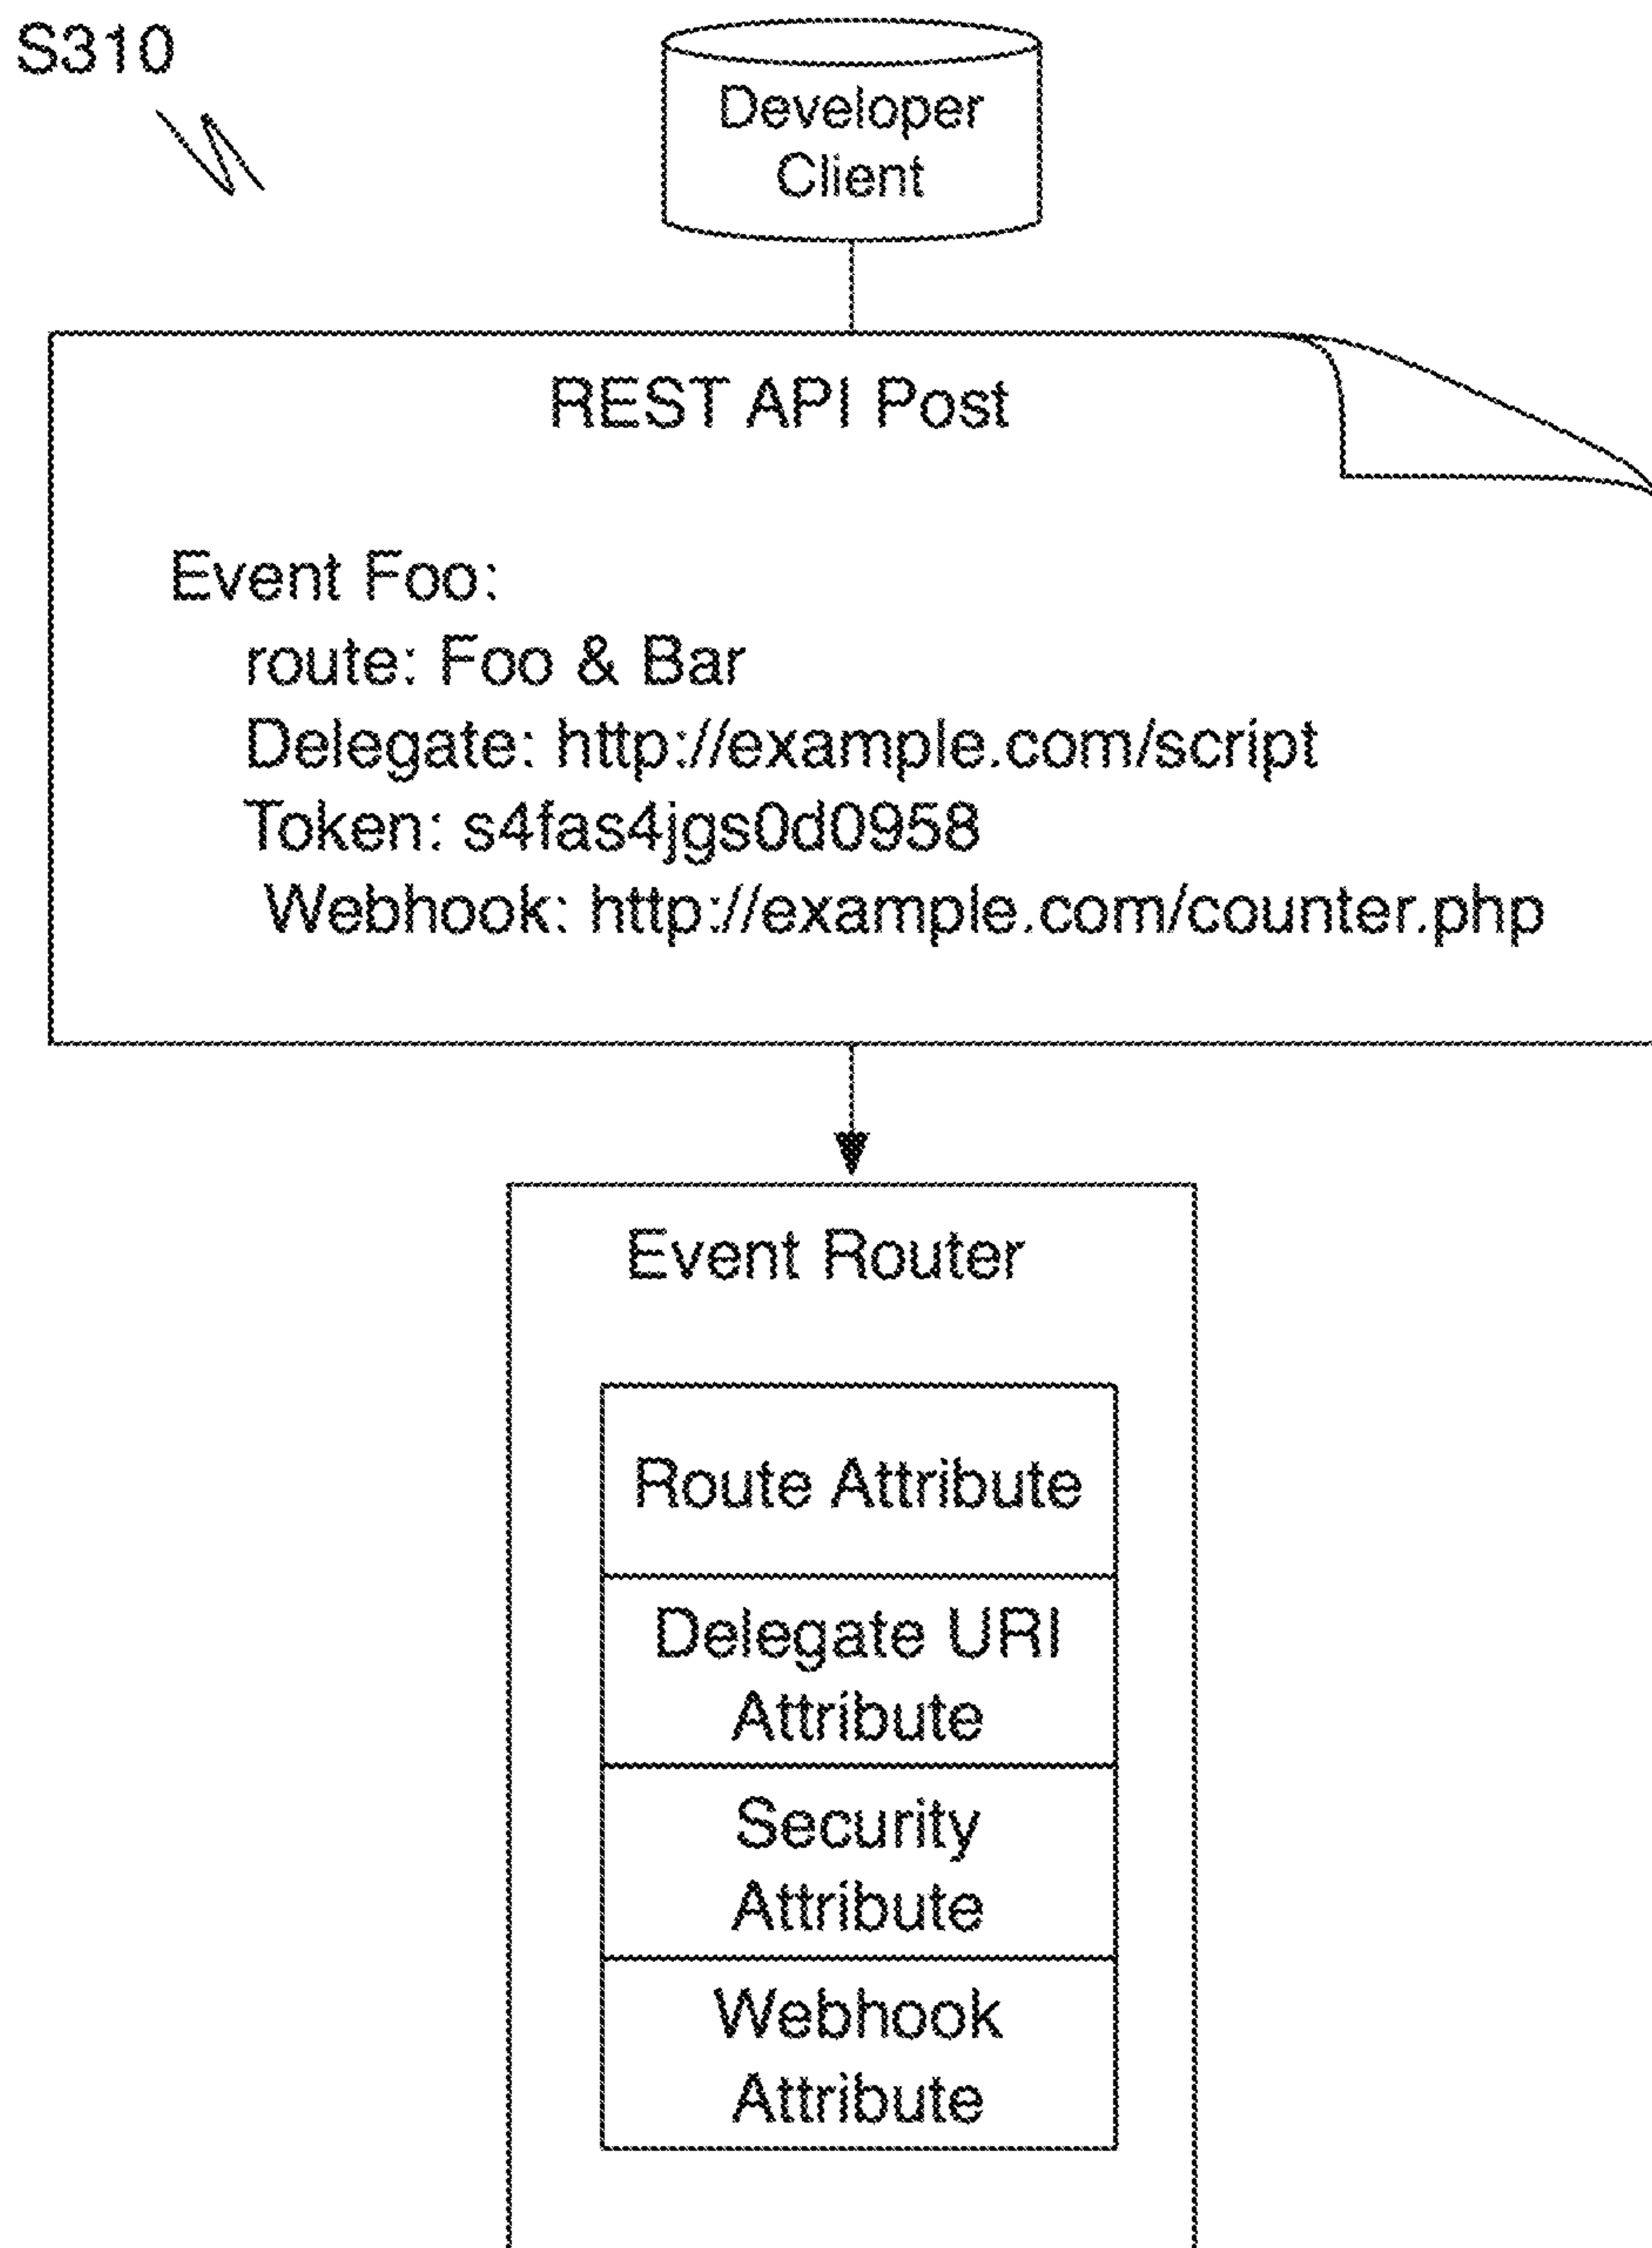 S310
Developer
Client
REST API Post
Event Foo:
route: Foo & Bar
Delegate: http://example.com/script
Token: s4fas4jgs0d0958
Webhook: http://example.com/counter.php
Event Router
Route Attribute
Delegate URI
Attribute
Security
Attribute
Webhook
Attribute